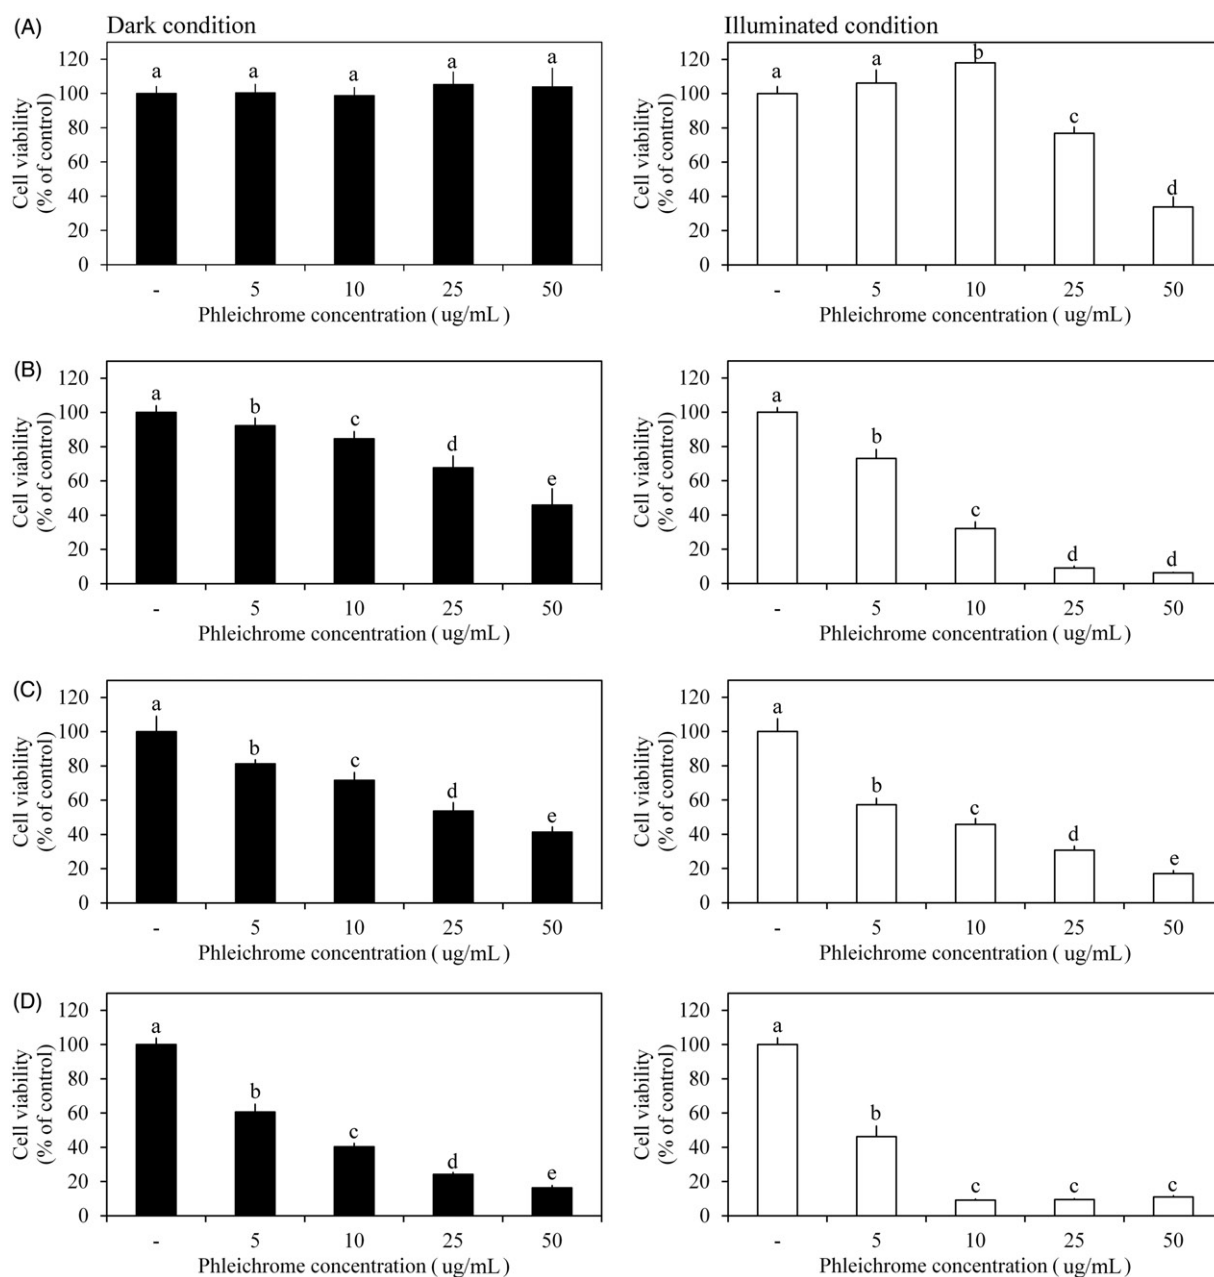 (A) Dark condition Illuminated condition
Cell viability
(% of control)
120
100
80
60
40
20
0
a a a a a
- 5 10 25 50
Phleichrome concentration ( ug/mL )
Cell viability
(% of control)
120
100
80
60
40
20
0
a a b c d
- 5 10 25 50
Phleichrome concentration ( ug/mL )
(B)
Cell viability
(% of control)
120
100
80
60
40
20
0
a b c d e
- 5 10 25 50
Phleichrome concentration ( ug/mL )
Cell viability
(% of control)
120
100
80
60
40
20
0
a b c d d
- 5 10 25 50
Phleichrome concentration ( ug/mL )
(C)
Cell viability
(% of control)
120
100
80
60
40
20
0
a b c d e
- 5 10 25 50
Phleichrome concentration ( ug/mL )
Cell viability
(% of control)
120
100
80
60
40
20
0
a b c d e
- 5 10 25 50
Phleichrome concentration ( ug/mL )
(D)
Cell viability
(% of control)
120
100
80
60
40
20
0
a b c d e
- 5 10 25 50
Phleichrome concentration ( ug/mL )
Cell viability
(% of control)
120
100
80
60
40
20
0
a b c c c
- 5 10 25 50
Phleichrome concentration ( ug/mL )